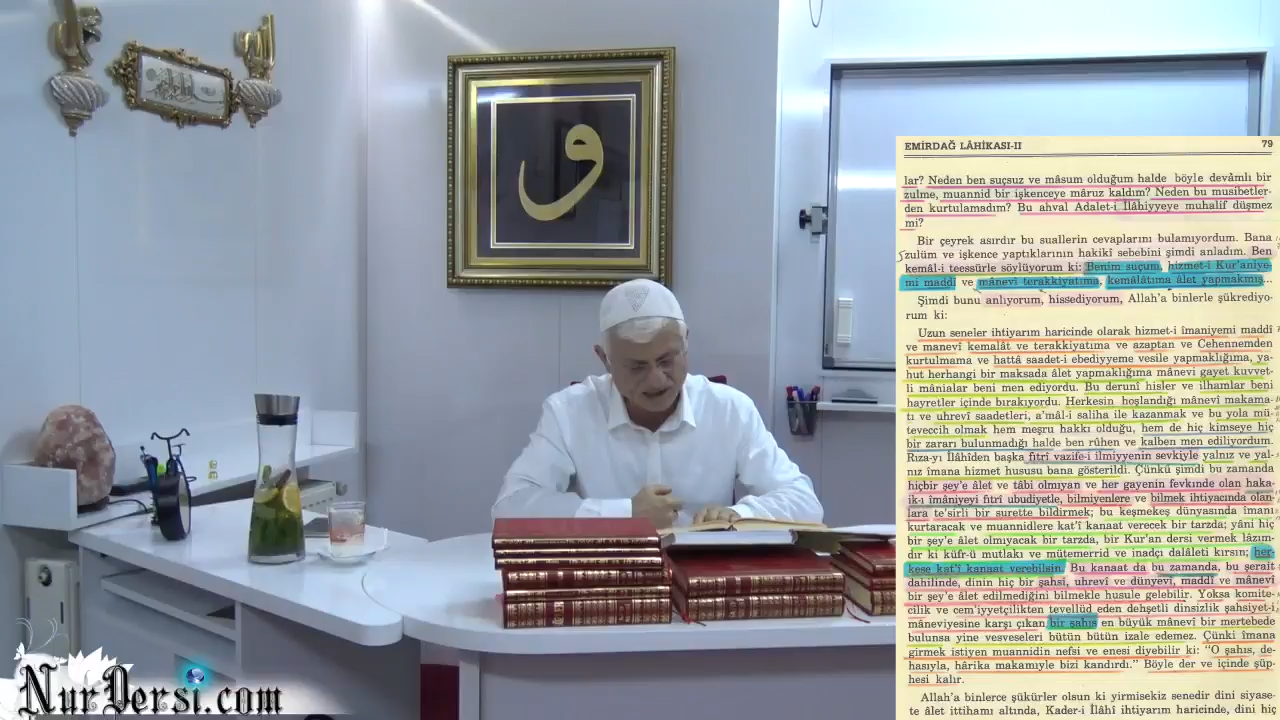 و
EMİRDAĞ LÂHİKASI-II 79
lar? Neden ben suçsuz ve mâsum olduğum halde böyle devâmlı bir
zulme, muannid bir işkenceye mâruz kaldım? Neden bu musibetler-
den kurtulamadım? Bu ahval Adalet-i İlâhiyyeye muhalif düşmez
mi?
Bir çeyrek asırdır bu suallerin cevaplarını bulamıyordum. Bana
zulüm ve işkence yaptıklarının hakikî sebebini şimdi anladım. Ben
kemâl-i teessürle söylüyorum ki: Benim suçum, hizmet-i Kur'aniye-
mi maddî ve mânevî terakkiyatıma, kemâlâtıma âlet yapmakmış...
Şimdi bunu anlıyorum, hissediyorum, Allah'a binlerle şükrediyo-
rum ki:
Uzun seneler ihtiyarım haricinde olarak hizmet-i îmaniyemi maddî
ve manevî kemalât ve terakkiyatıma ve azaptan ve Cehennemden
kurtulmama ve hattâ saadet-i ebediyyeme vesile yapmaklığıma, ya-
hut herhangi bir maksada âlet yapmaklığıma mânevi gayet kuvvet-
li mânialar beni men ediyordu. Bu derunî hisler ve ilhamlar beni
hayretler içinde bırakıyordu. Herkesin hoşlandığı mânevî makama-
tı ve uhrevî saadetleri, a'mâl-i saliha ile kazanmak ve bu yola mü-
teveccih olmak hem meşru hakkı olduğu, hem de hiç kimseye hiç
bir zararı bulunmadığı halde ben rûhen ve kalben men ediliyordum.
Rıza-yı İlâhîden başka fıtrî vazife-i ilmiyyenin sevkiyle yalnız ve yal-
nız îmana hizmet hususu bana gösterildi. Çünkü şimdi bu zamanda
hiçbir şey'e âlet ve tâbi olmıyan ve her gayenin fevkınde olan haka-
ik-ı îmâniyeyi fıtrî ubudiyetle, bilmiyenlere ve bilmek ihtiyacında olan-
lara te'sirli bir surette bildirmek; bu keşmekeş dünyasında îmanı
kurtaracak ve muannidlere kat'î kanaat verecek bir tarzda; yâni hiç
bir şey'e âlet olmıyacak bir tarzda, bir Kur'an dersi vermek lâzım-
dır ki küfr-ü mutlakı ve mütemerrid ve inadçı dalâleti kırsın; her-
kese kat'î kanaat verebilsin. Bu kanaat da bu zamanda, bu şerait
dahilinde, dinin hiç bir şahsî, uhrevî ve dünyevî, maddî ve mânevî
bir şey'e âlet edilmediğini bilmekle husule gelebilir. Yoksa komite-
cilik ve cem'iyyetçilikten tevellüd eden dehşetli dinsizlik şahsiyet-i
mâneviyesine karşı çıkan bir şahıs en büyük mânevî bir mertebede
bulunsa yine vesveseleri bütün bütün izale edemez. Çünki îmana
girmek istiyen muannidin nefsi ve enesi diyebilir ki: "O şahıs, de-
hasıyla, hârika makamıyle bizi kandırdı." Böyle der ve içinde şüp-
hesi kalır.
Allah'a binlerce şükürler olsun ki yirmisekiz senedir dini siyase-
te âlet ittihamı altında, Kader-i İlâhî ihtiyarım haricinde, dini hiç
NurDersi.com